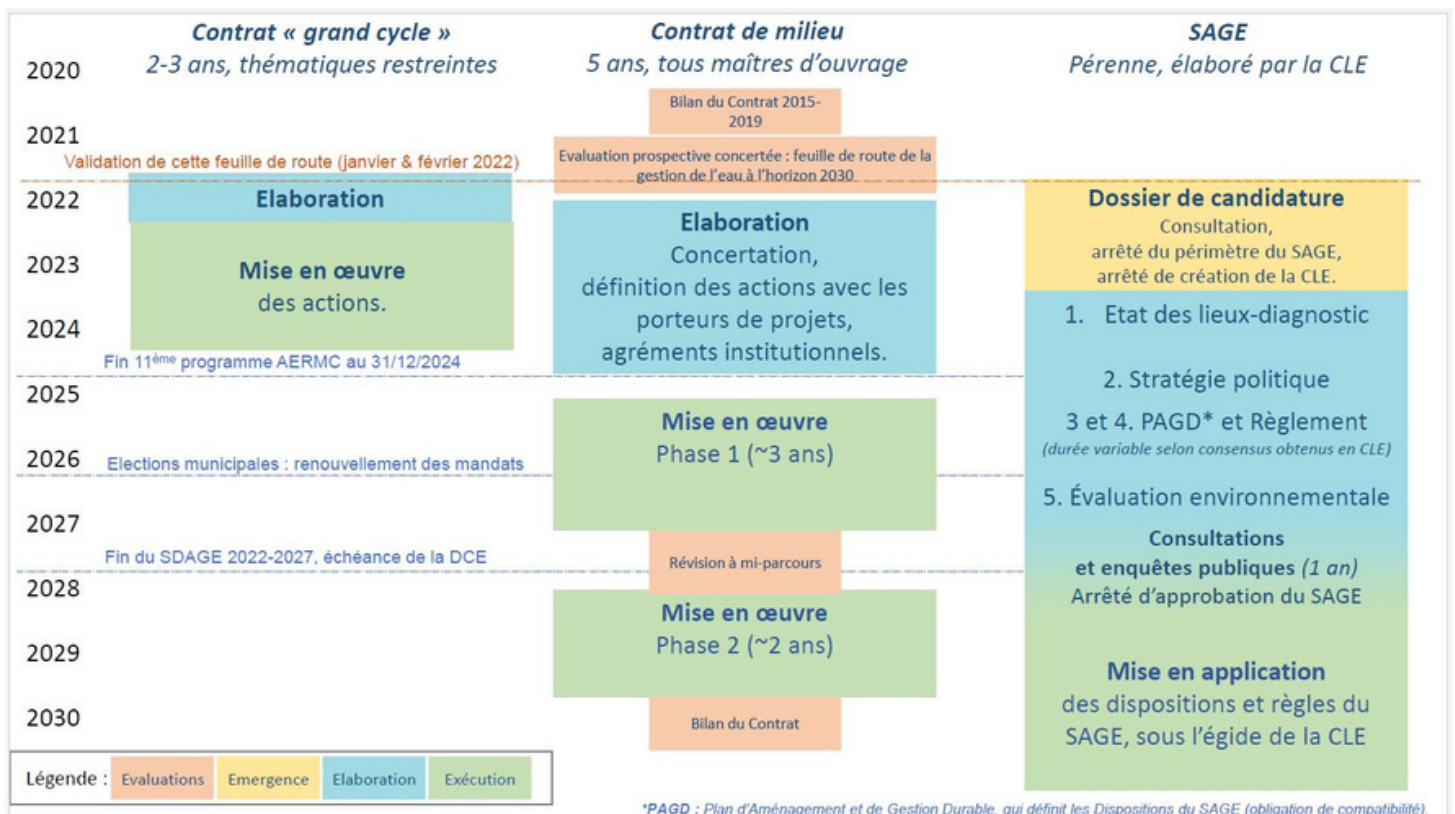 Contrat « grand cycle »
2-3 ans, thématiques restreintes
Contrat de milieu
5 ans, tous maîtres d’ouvrage
SAGE
Pérenne, élaboré par la CLE
2020
2021
2022
2023
2024
2025
2026
2027
2028
2029
2030
Validation de cette feuille de route (janvier & février 2022)
Elaboration
Mise en œuvre
des actions.
Fin 11ème programme AERMC au 31/12/2024
Elections municipales : renouvellement des mandats
Fin du SDAGE 2022-2027, échéance de la DCE
Bilan du Contrat 2015-
2019
Evaluation prospective concertée : feuille de route de la
gestion de l’eau à l’horizon 2030
Elaboration
Concertation,
définition des actions avec les
porteurs de projets,
agréments institutionnels.
Mise en œuvre
Phase 1 (~3 ans)
Révision à mi-parcours
Mise en œuvre
Phase 2 (~2 ans)
Bilan du Contrat
Dossier de candidature
Consultation,
arrêté du périmètre du SAGE,
arrêté de création de la CLE.
1. Etat des lieux-diagnostic
2. Stratégie politique
3 et 4. PAGD* et Règlement
(durée variable selon consensus obtenus en CLE)
5. Évaluation environnementale
Consultations
et enquêtes publiques (1 an)
Arrêté d’approbation du SAGE
Mise en application
des dispositions et règles du
SAGE, sous l’égide de la CLE
Légende : Evaluations Emergence Elaboration Exécution
*PAGD : Plan d’Aménagement et de Gestion Durable, qui définit les Dispositions du SAGE (obligation de compatibilité).